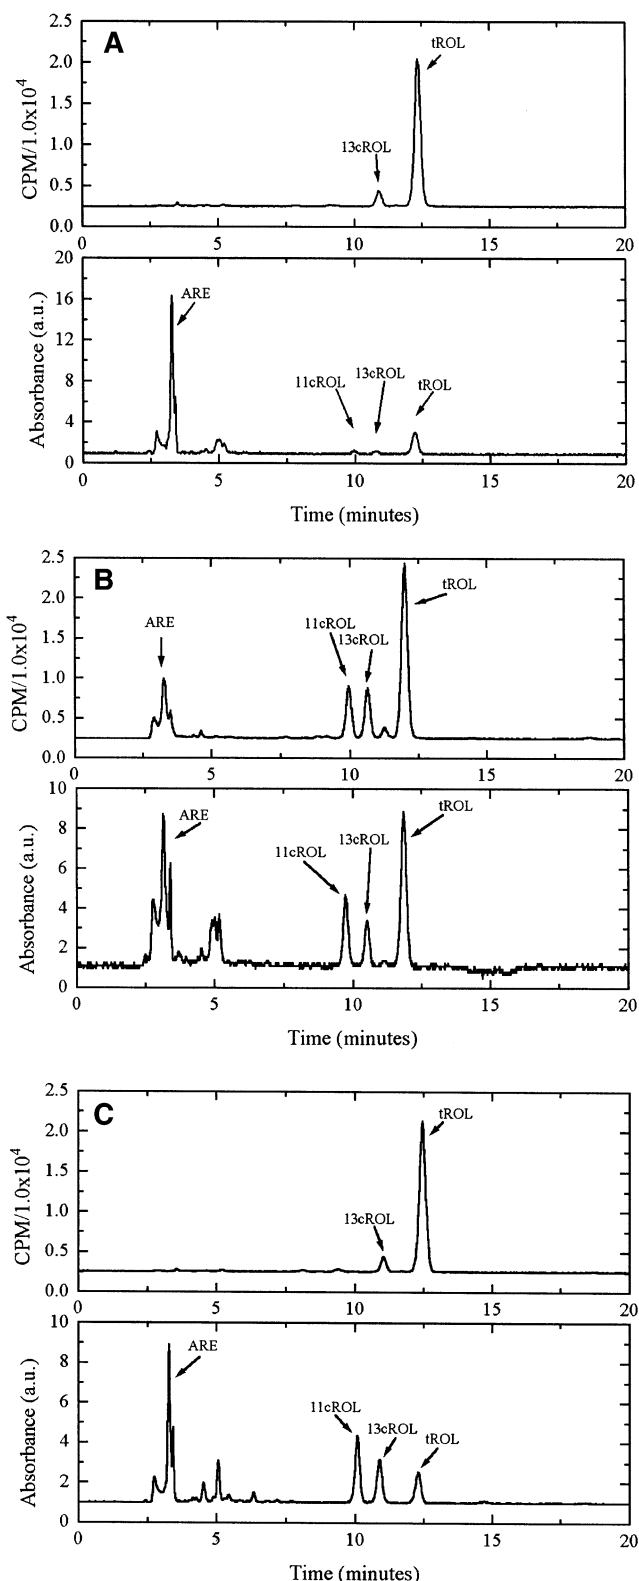 A
tROL
13cROL
CPM/1.0x10⁴
2.5
2.0
1.5
1.0
0.5
0.0
0 5 10 15 20
ARE
11cROL
13cROL
tROL
Absorbance (a.u.)
20
16
12
8
4
0
0 5 10 15 20
Time (minutes)
B
ARE
11cROL
13cROL
tROL
CPM/1.0x10⁴
2.5
2.0
1.5
1.0
0.5
0.0
0 5 10 15 20
ARE
11cROL
13cROL
tROL
Absorbance (a.u.)
10
8
6
4
2
0
0 5 10 15 20
Time (minutes)
C
tROL
13cROL
CPM/1.0x10⁴
2.5
2.0
1.5
1.0
0.5
0.0
0 5 10 15 20
ARE
11cROL
13cROL
tROL
Absorbance (a.u.)
10
8
6
4
2
0
0 5 10 15 20
Time (minutes)